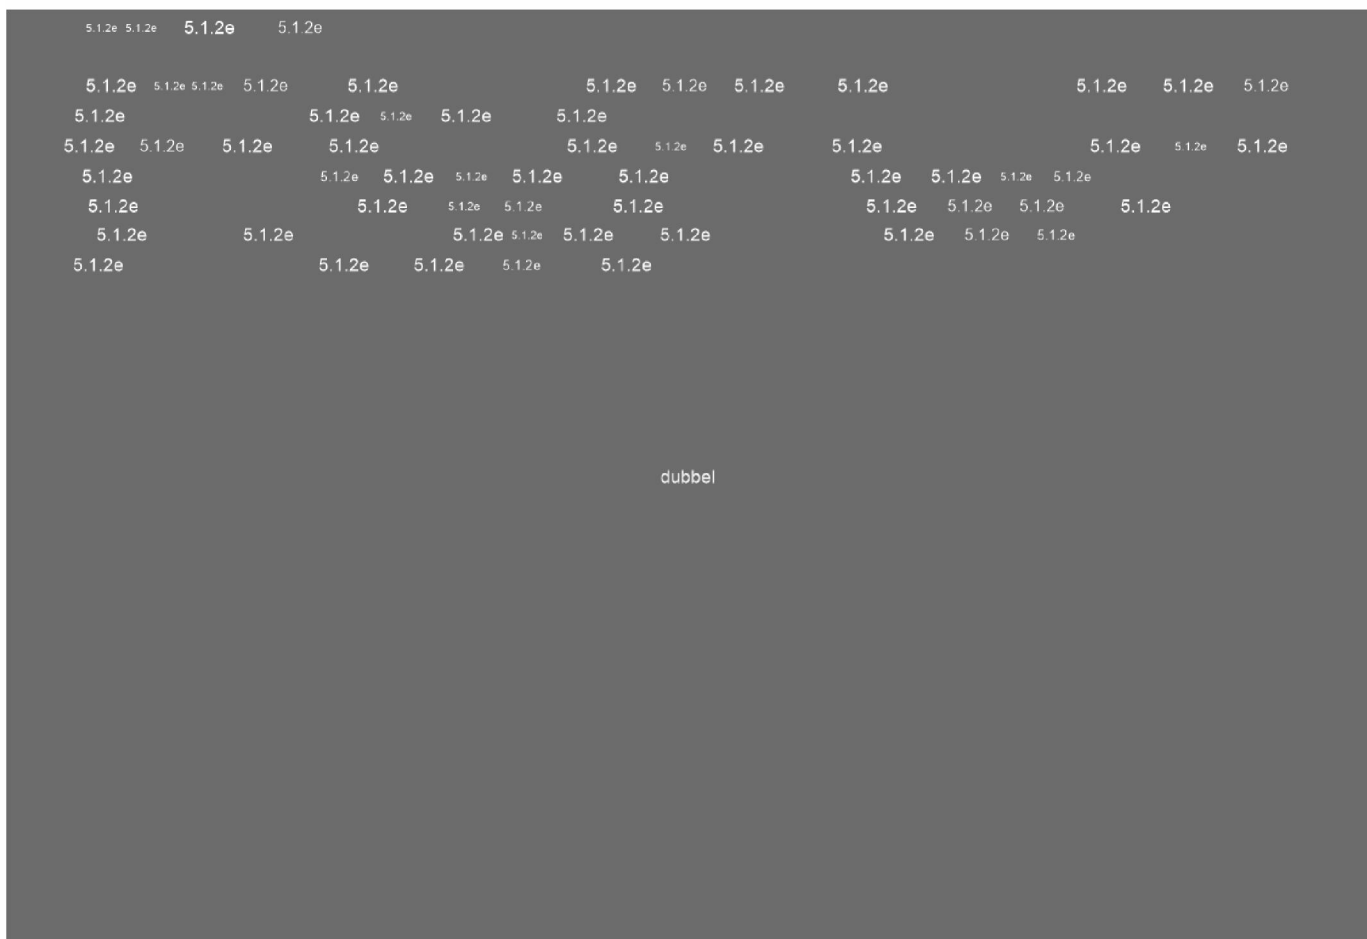 5.1.2e 5.1.2e 5.1.2e 5.1.2e
5.1.2e 5.1.2e 5.1.2e 5.1.2e 5.1.2e 5.1.2e 5.1.2e 5.1.2e 5.1.2e 5.1.2e 5.1.2e 5.1.2e
5.1.2e 5.1.2e 5.1.2e 5.1.2e 5.1.2e
5.1.2e 5.1.2e 5.1.2e 5.1.2e 5.1.2e 5.1.2e 5.1.2e 5.1.2e 5.1.2e 5.1.2e 5.1.2e
5.1.2e 5.1.2e 5.1.2e 5.1.2e 5.1.2e 5.1.2e 5.1.2e 5.1.2e 5.1.2e 5.1.2e
5.1.2e 5.1.2e 5.1.2e 5.1.2e 5.1.2e 5.1.2e 5.1.2e 5.1.2e 5.1.2e
5.1.2e 5.1.2e 5.1.2e 5.1.2e 5.1.2e 5.1.2e 5.1.2e 5.1.2e 5.1.2e
5.1.2e 5.1.2e 5.1.2e 5.1.2e 5.1.2e
dubbel